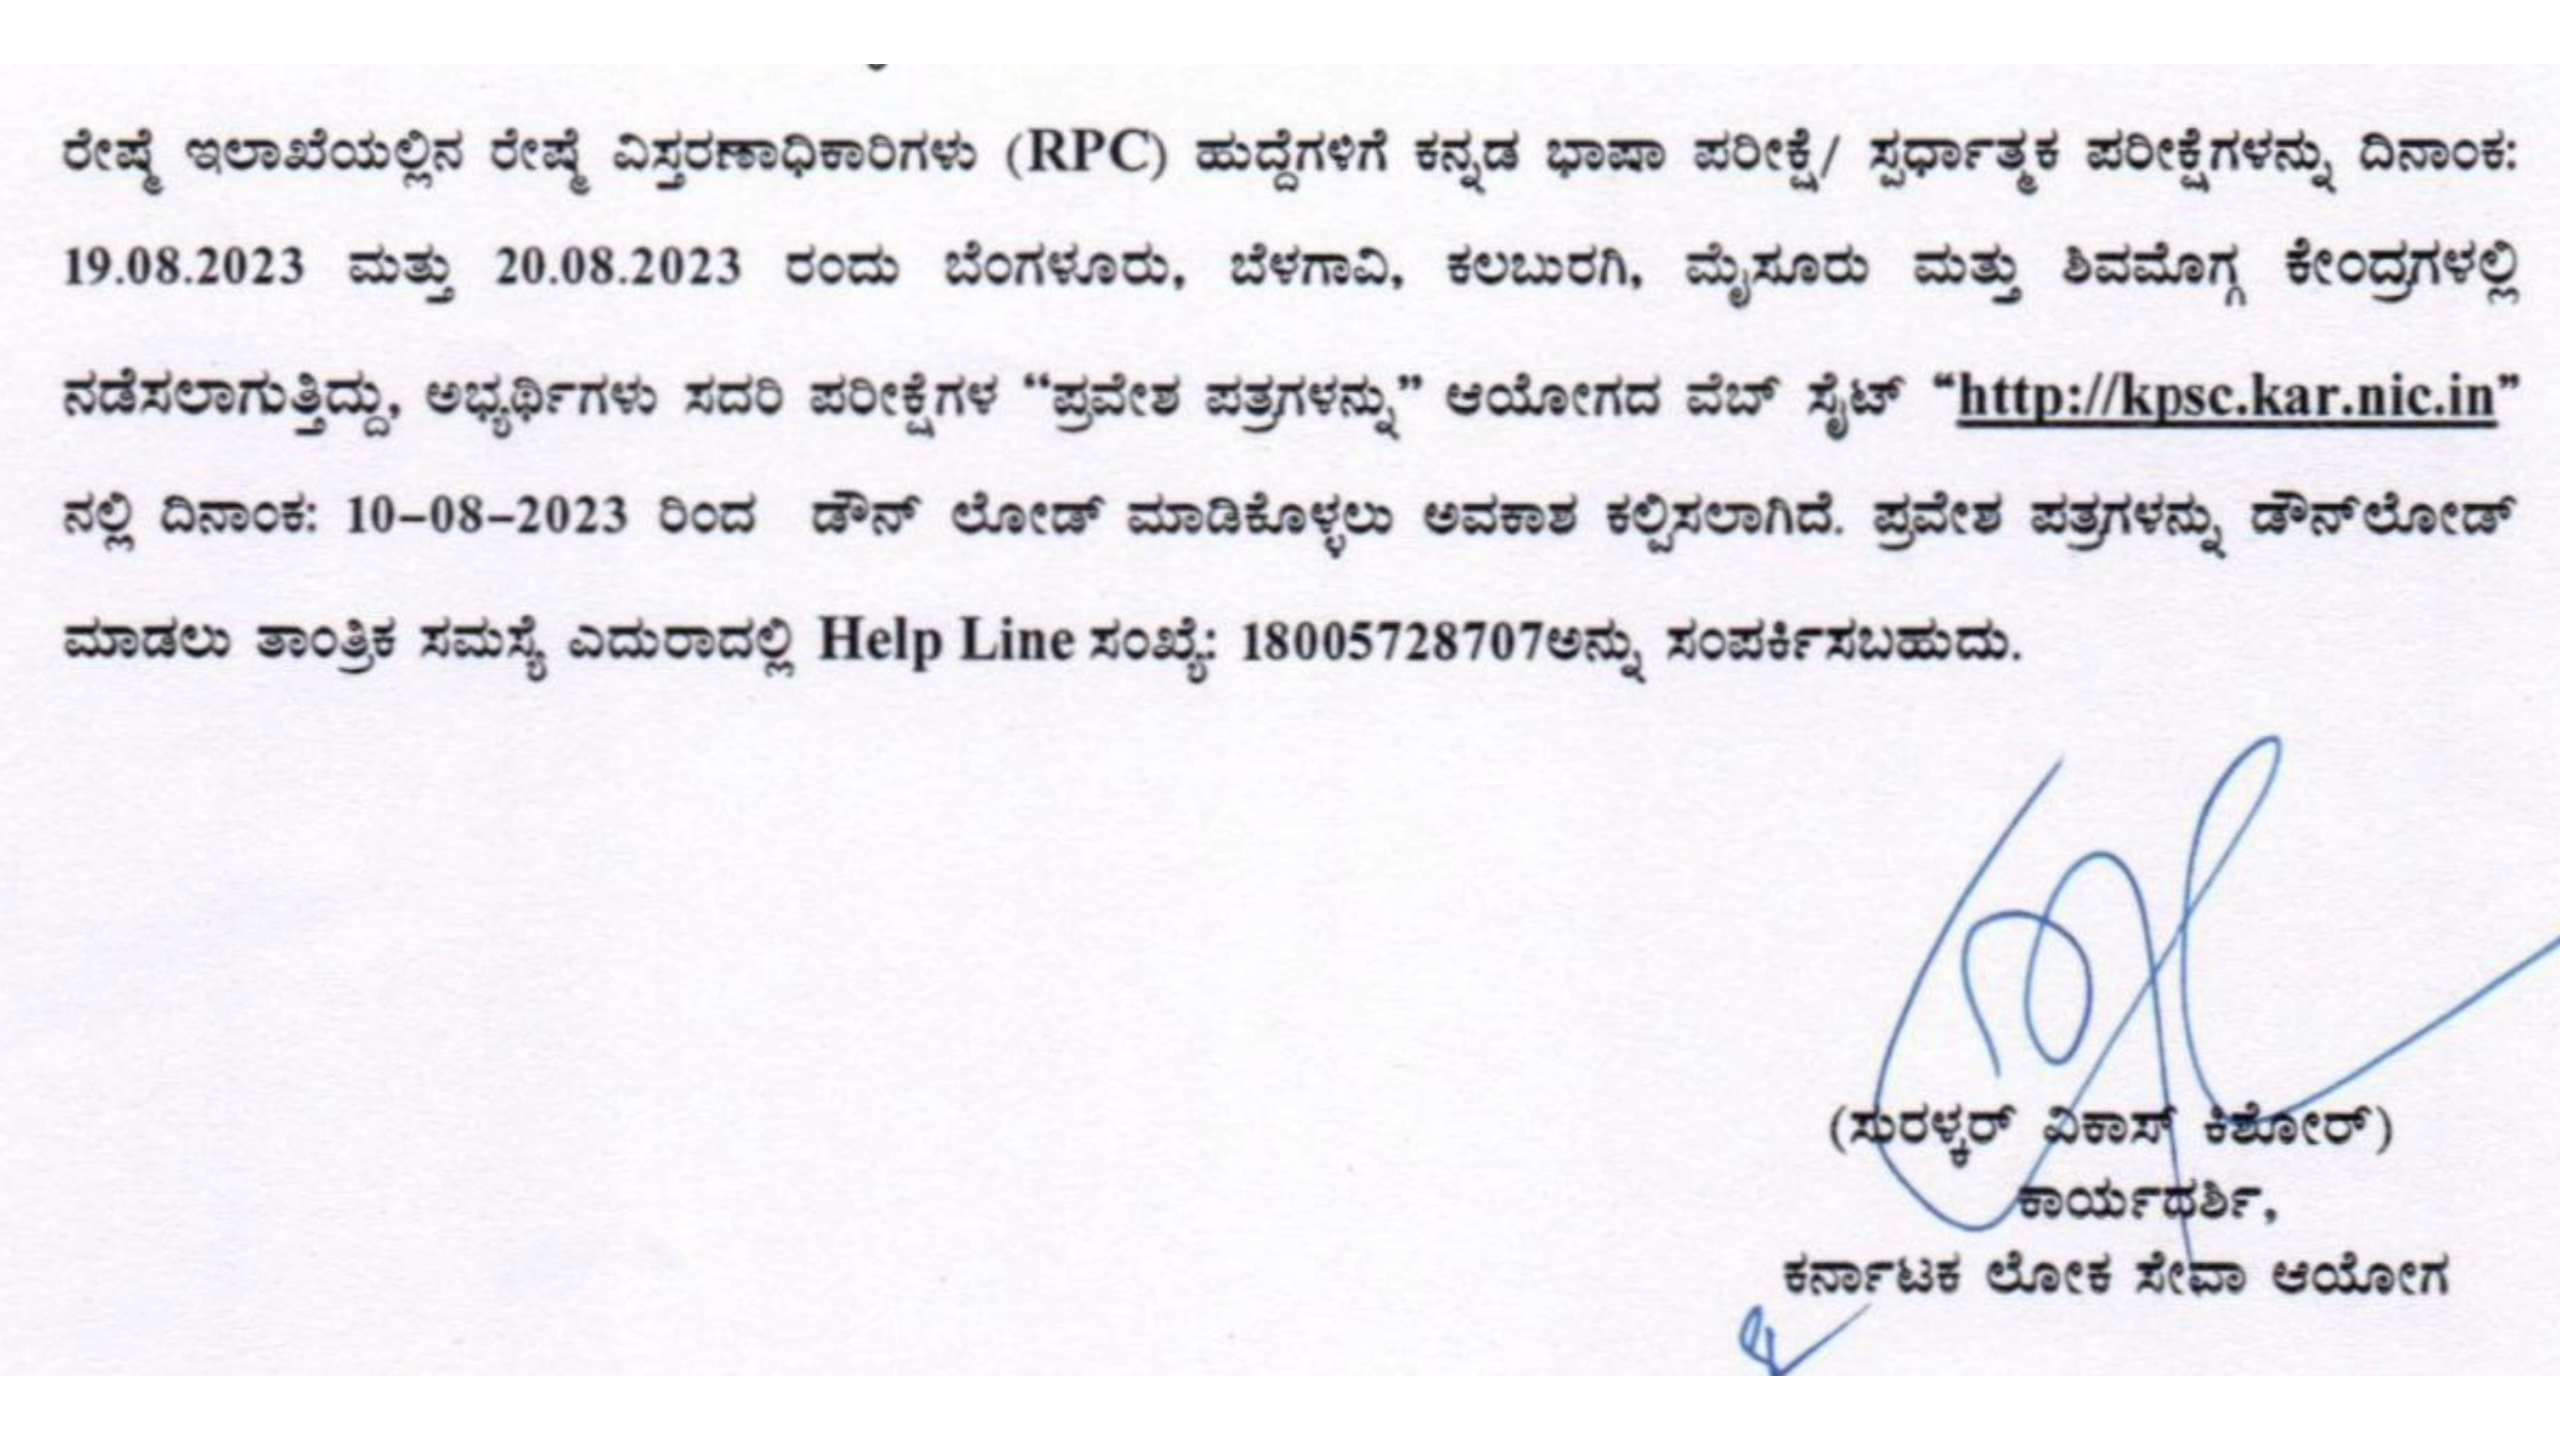 ರೇಷ್ಮೆ ಇಲಾಖೆಯಲ್ಲಿನ ರೇಷ್ಮೆ ವಿಸ್ತರಣಾಧಿಕಾರಿಗಳು (RPC) ಹುದ್ದೆಗಳಿಗೆ ಕನ್ನಡ ಭಾಷಾ ಪರೀಕ್ಷೆ/ ಸ್ಪರ್ಧಾತ್ಮಕ ಪರೀಕ್ಷೆಗಳನ್ನು ದಿನಾಂಕ:
19.08.2023 ಮತ್ತು 20.08.2023 ರಂದು ಬೆಂಗಳೂರು, ಬೆಳಗಾವಿ, ಕಲಬುರಗಿ, ಮೈಸೂರು ಮತ್ತು ಶಿವಮೊಗ್ಗ ಕೇಂದ್ರಗಳಲ್ಲಿ
ನಡೆಸಲಾಗುತ್ತಿದ್ದು, ಅಭ್ಯರ್ಥಿಗಳು ಸದರಿ ಪರೀಕ್ಷೆಗಳ “ಪ್ರವೇಶ ಪತ್ರಗಳನ್ನು” ಆಯೋಗದ ವೆಬ್ ಸೈಟ್ “http://kpsc.kar.nic.in”
ನಲ್ಲಿ ದಿನಾಂಕ: 10-08-2023 ರಿಂದ ಡೌನ್ ಲೋಡ್ ಮಾಡಿಕೊಳ್ಳಲು ಅವಕಾಶ ಕಲ್ಪಿಸಲಾಗಿದೆ. ಪ್ರವೇಶ ಪತ್ರಗಳನ್ನು ಡೌನ್‌ಲೋಡ್
ಮಾಡಲು ತಾಂತ್ರಿಕ ಸಮಸ್ಯೆ ಎದುರಾದಲ್ಲಿ Help Line ಸಂಖ್ಯೆ: 18005728707ಅನ್ನು ಸಂಪರ್ಕಿಸಬಹುದು.
(ಸುರಳ್ಕರ್ ವಿಕಾಸ್ ಕಿಶೋರ್)
ಕಾರ್ಯದರ್ಶಿ,
ಕರ್ನಾಟಕ ಲೋಕ ಸೇವಾ ಆಯೋಗ